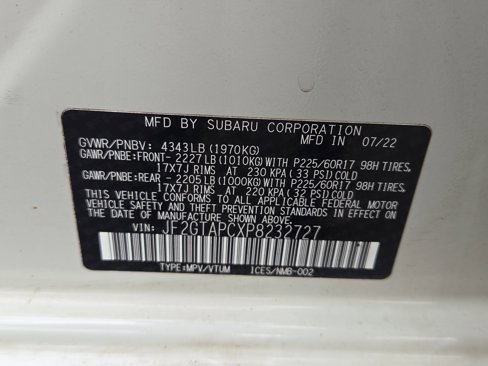 MFD. BY SUBARU CORPORATION
GVWR/PNBV: 4343LB (1970KG) MFD IN 07/22
GAWR/PNBE:FRONT- 2227LB(1010KG)WITH P225/60R17 98H TIRES,
17X7J RIMS AT 230 KPA (33 PSI)COLD
GAWR/PNBE:REAR - 2205LB(1000KG)WITH P225/60R17 98H TIRES,
17X7J RIMS AT 220 KPA (32 PSI)COLD
THIS VEHICLE CONFORMS TO ALL APPLICABLE FEDERAL MOTOR
VEHICLE SAFETY AND THEFT PREVENTION STANDARDS IN EFFECT
ON THE DATE OF MANUFACTURE SHOWN ABOVE.
VIN: JF2GTAPCXP8232727
TYPE:MPV/VTUM ICES/NMB-002